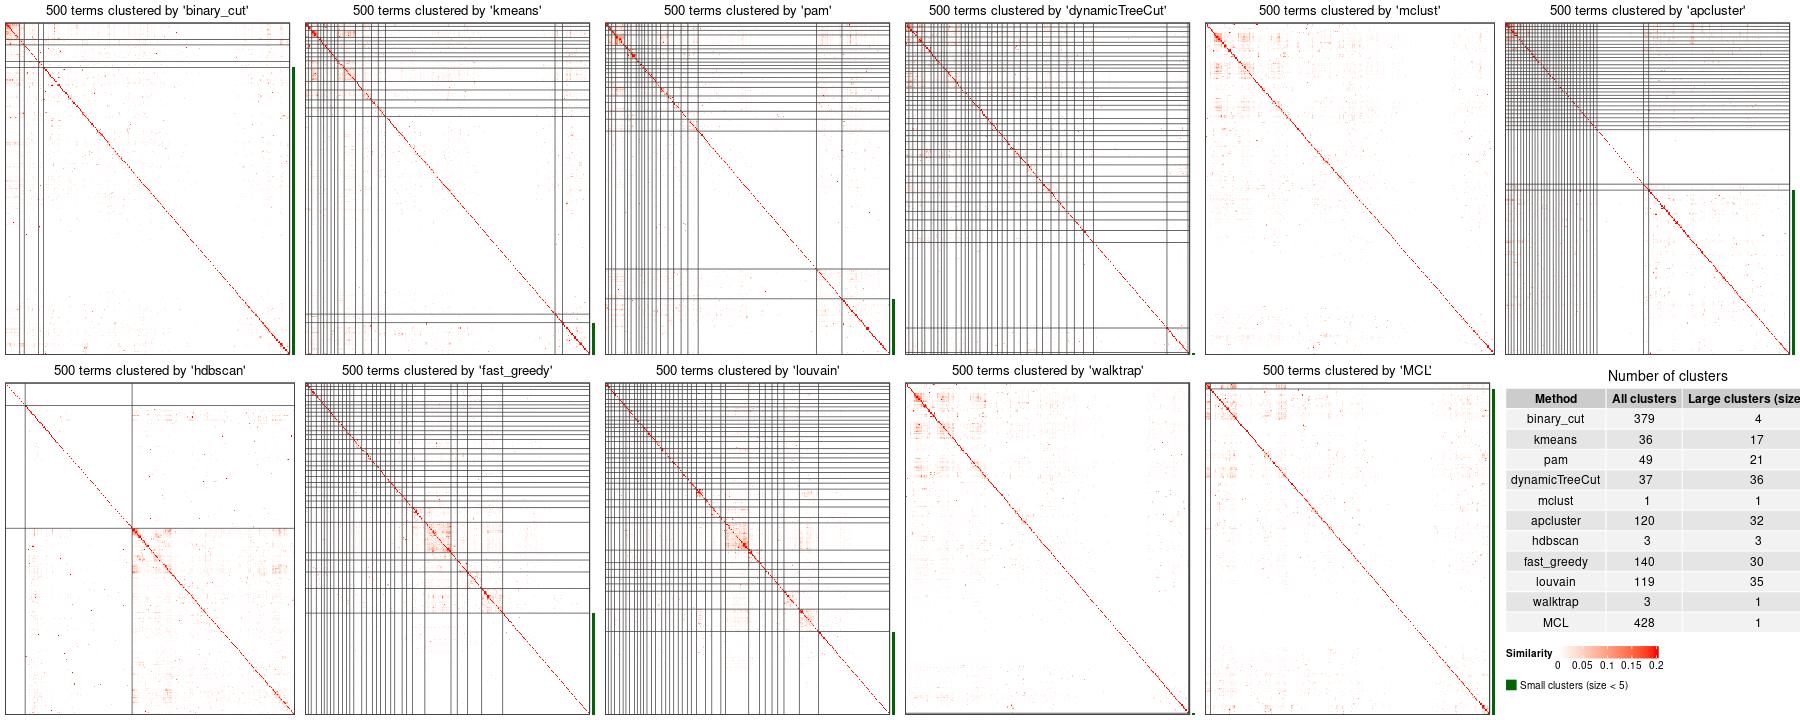 500 terms clustered by 'binary_cut'
500 terms clustered by 'kmeans'
500 terms clustered by 'pam'
500 terms clustered by 'dynamicTreeCut'
500 terms clustered by 'mclust'
500 terms clustered by 'apcluster'
500 terms clustered by 'hdbscan'
500 terms clustered by 'fast_greedy'
500 terms clustered by 'louvain'
500 terms clustered by 'walktrap'
500 terms clustered by 'MCL'
Number of clusters
Method All clusters Large clusters (size
binary_cut 379 4
kmeans 36 17
pam 49 21
dynamicTreeCut 37 36
mclust 1 1
apcluster 120 32
hdbscan 3 3
fast_greedy 140 30
louvain 119 35
walktrap 3 1
MCL 428 1
Similarity
0 0.05 0.1 0.15 0.2
Small clusters (size < 5)